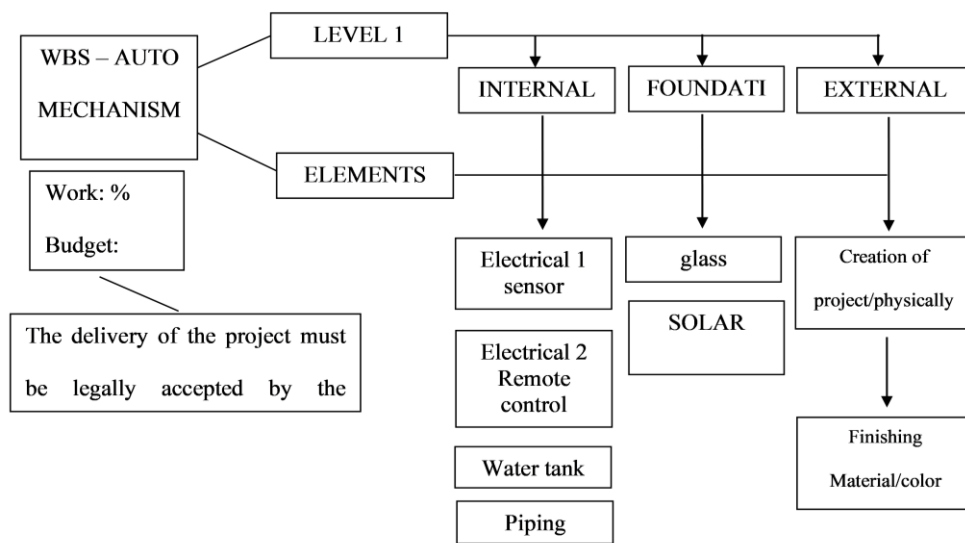 WBS – AUTO
MECHANISM
LEVEL 1
INTERNAL
FOUNDATI
EXTERNAL
ELEMENTS
Work: %
Budget:
The delivery of the project must
be legally accepted by the
Electrical 1
sensor
Electrical 2
Remote
control
Water tank
Piping
glass
SOLAR
Creation of
project/physically
Finishing
Material/color